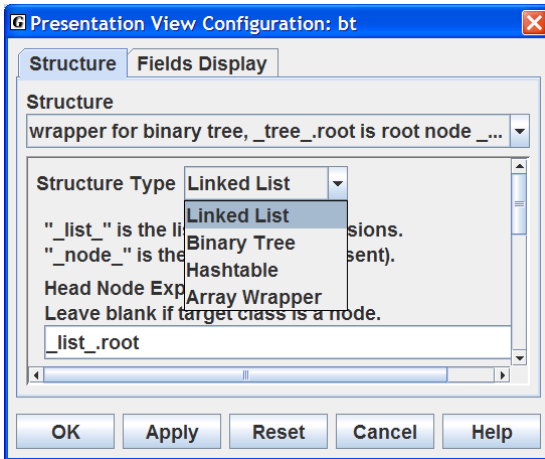 G Presentation View Configuration: bt
Structure Fields Display
Structure
wrapper for binary tree, _tree_.root is root node _...
Structure Type Linked List
Linked List
"_list_" is the li sions.
Binary Tree
"_node_" is the sent).
Hashtable
Head Node Exp
Array Wrapper
Leave blank if target class is a node.
_list_.root
OK Apply Reset Cancel Help